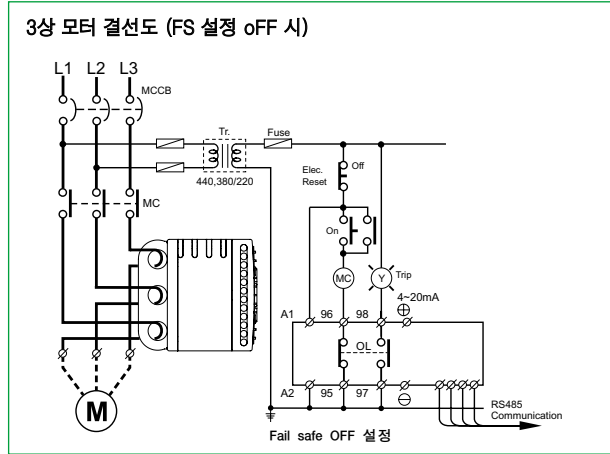 3상 모터 결선도 (FS 설정 oFF 시)
L1 L2 L3
MCCB
Tr. Fuse
Elec.
Reset
Off
440,380/220
MC
On
MC Y Trip
4~20mA
A1 96 98 ⊕
OL
A2 95 97 ⊖
RS485
Communication
M
Fail safe OFF 설정